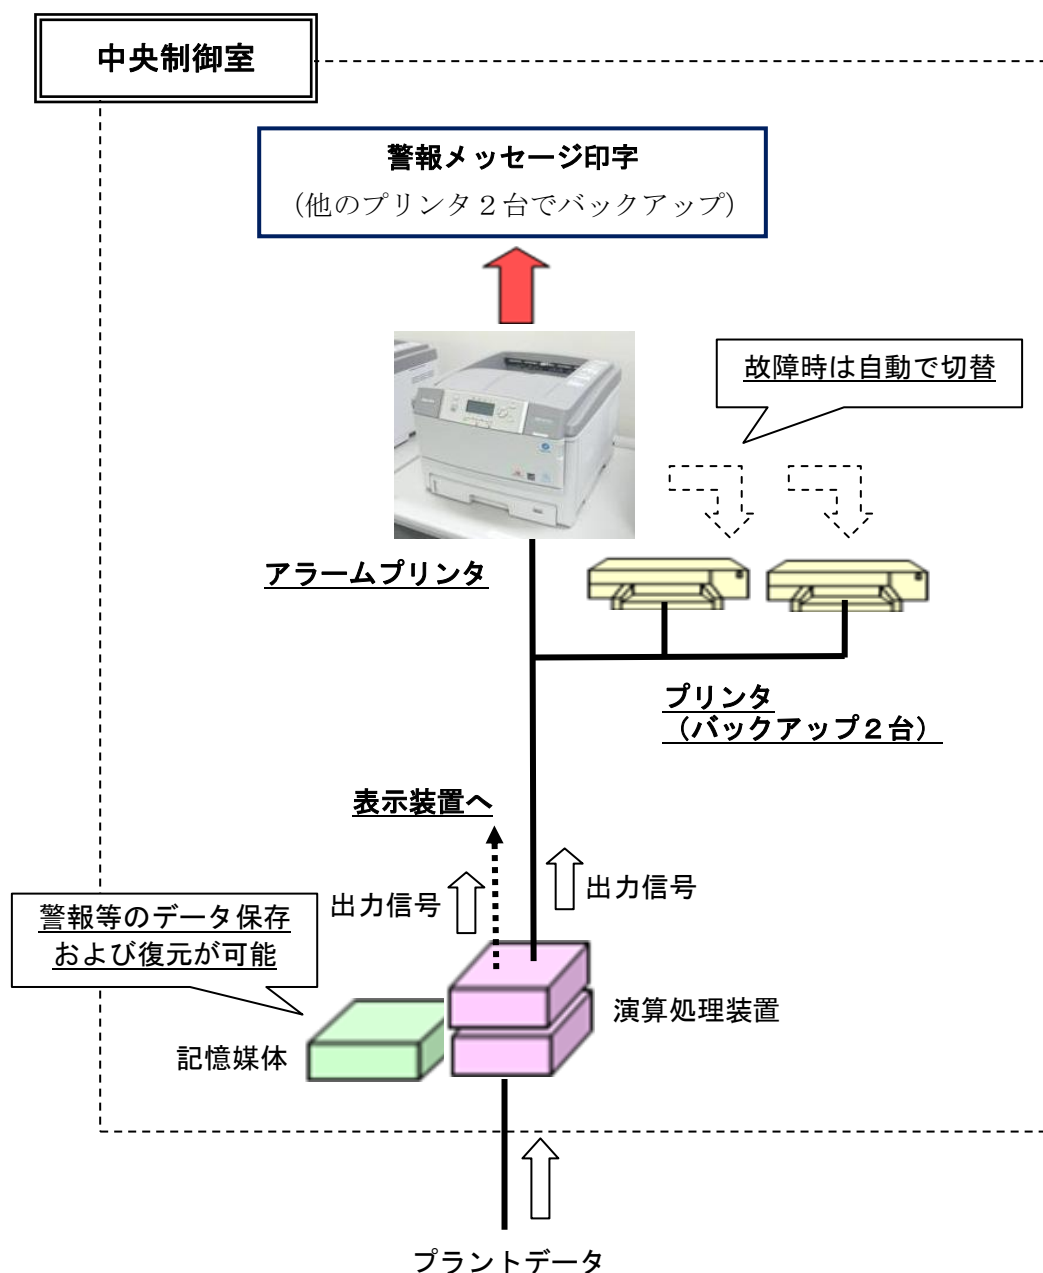 中央制御室
警報メッセージ印字
（他のプリンタ２台でバックアップ）
故障時は自動で切替
アラームプリンタ
プリンタ
（バックアップ２台）
表示装置へ
出力信号
出力信号
警報等のデータ保存
および復元が可能
演算処理装置
記憶媒体
プラントデータ